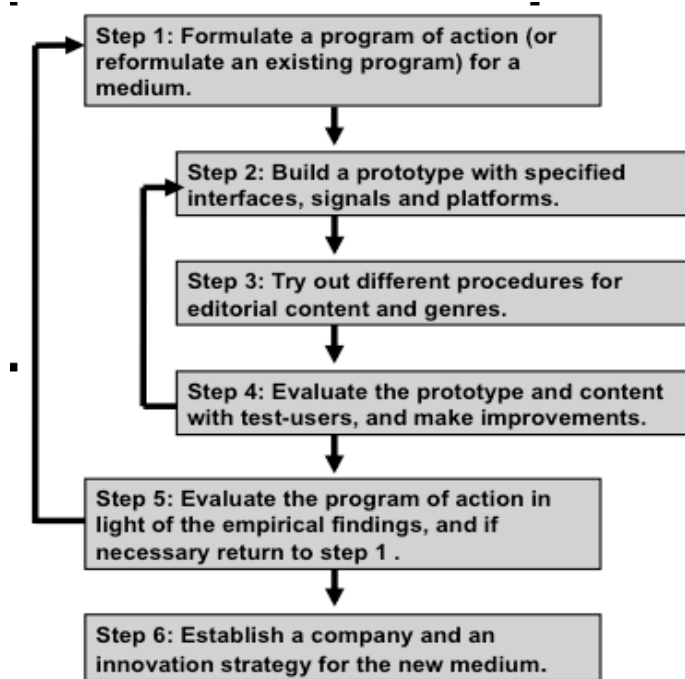 Step 1: Formulate a program of action (or
reformulate an existing program) for a
medium.
Step 2: Build a prototype with specified
interfaces, signals and platforms.
Step 3: Try out different procedures for
editorial content and genres.
Step 4: Evaluate the prototype and content
with test-users, and make improvements.
Step 5: Evaluate the program of action in
light of the empirical findings, and if
necessary return to step 1 .
Step 6: Establish a company and an
innovation strategy for the new medium.